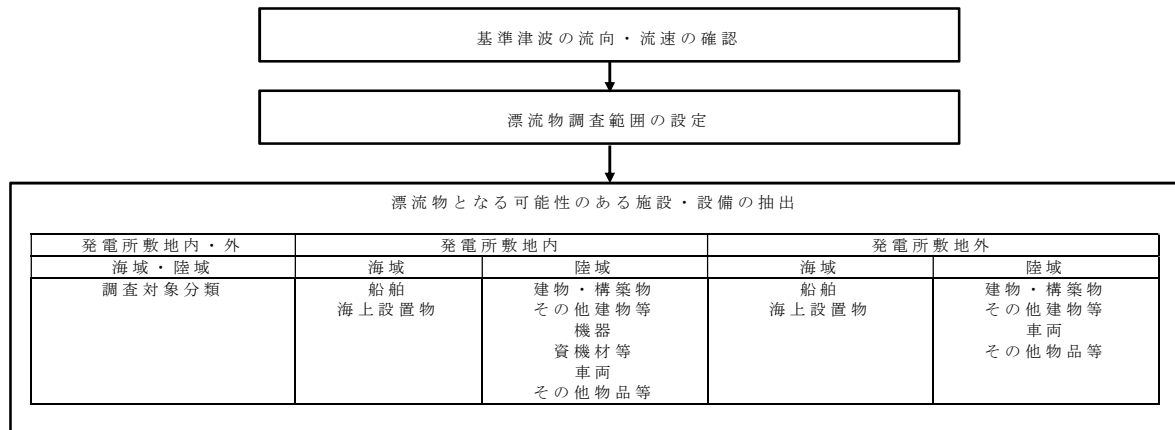 基準津波の流向・流速の確認
漂流物調査範囲の設定
漂流物となる可能性のある施設・設備の抽出
発電所敷地内・外 発電所敷地内 発電所敷地外
海域・陸域 海域 陸域 海域 陸域
調査対象分類 船舶 建物・構築物 船舶 建物・構築物
海上設置物 その他建物等 海上設置物 その他建物等
機器 車両
資機材等 その他物品等
車両
その他物品等